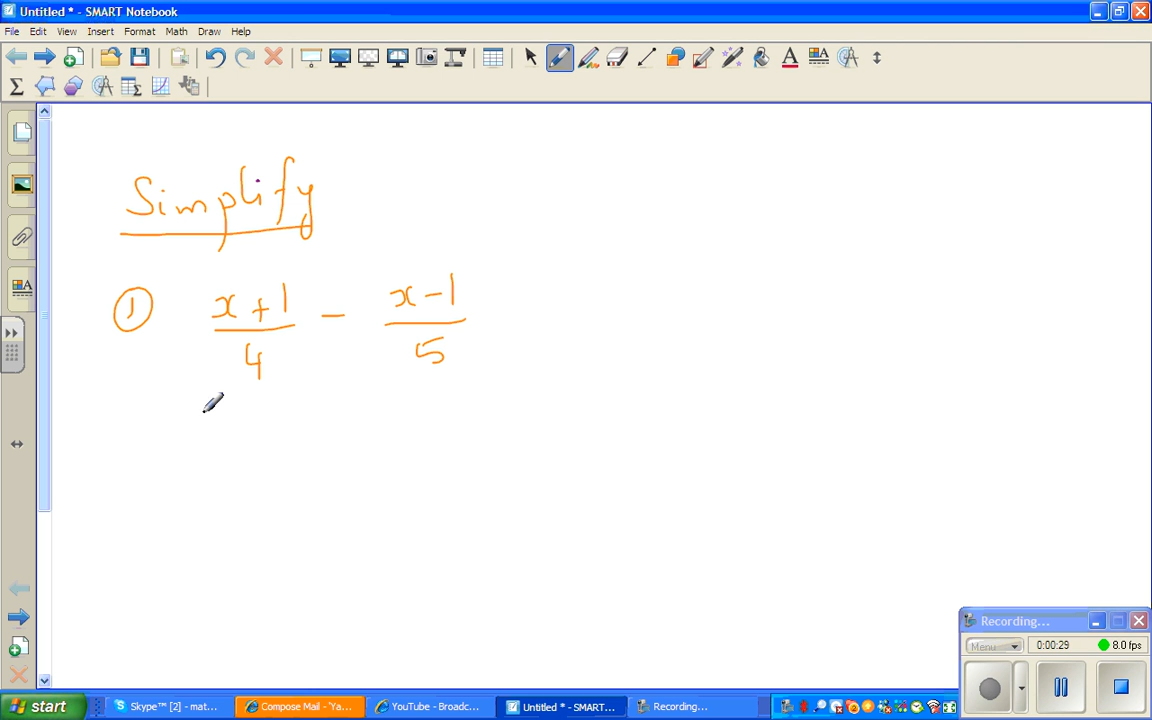 Untitled * - SMART Notebook
File Edit View Insert Format Math Draw Help
Simplify
① x + 1 / 4 − x − 1 / 5
Recording...
Menu 0:00:29 8.0 fps
start Skype™ [2] - mat... Compose Mail - 'Ya... YouTube - Broadc... Untitled * - SMART... Recording...